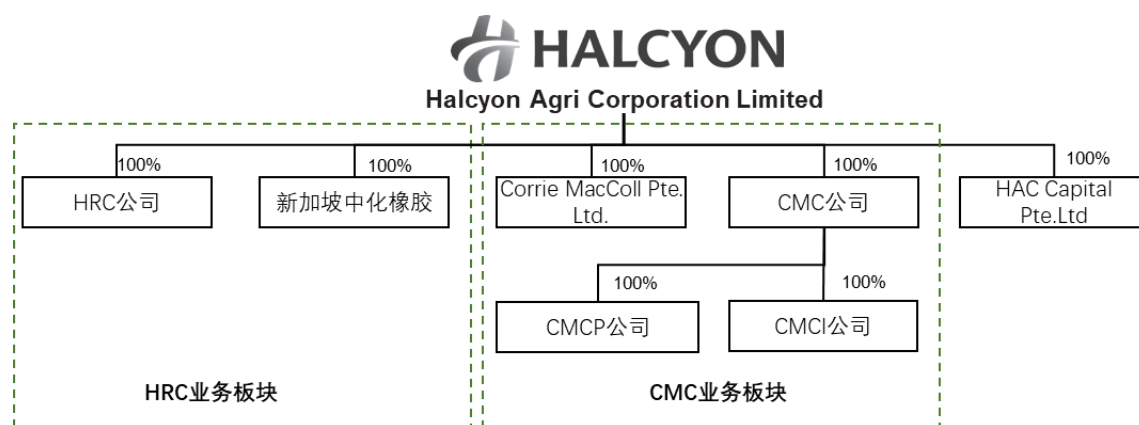 HALCYON
Halcyon Agri Corporation Limited
100%
100%
100%
100%
100%
HRC公司
新加坡中化橡胶
Corrie MacColl Pte.
Ltd.
CMC公司
HAC Capital
Pte.Ltd
100%
100%
CMCP公司
CMCI公司
HRC业务板块
CMC业务板块